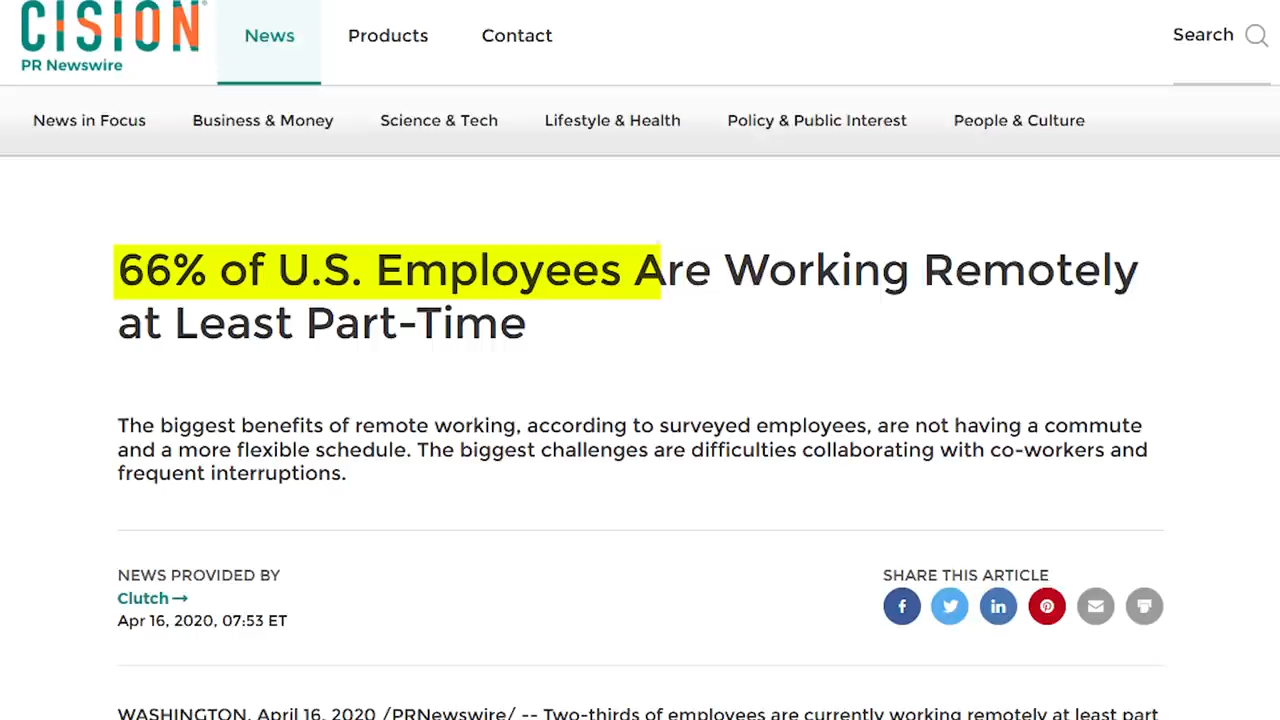 CISION
PR Newswire
News
Products
Contact
Search
News in Focus
Business & Money
Science & Tech
Lifestyle & Health
Policy & Public Interest
People & Culture
66% of U.S. Employees Are Working Remotely
at Least Part-Time
The biggest benefits of remote working, according to surveyed employees, are not having a commute
and a more flexible schedule. The biggest challenges are difficulties collaborating with co-workers and
frequent interruptions.
NEWS PROVIDED BY
Clutch→
Apr 16, 2020, 07:53 ET
SHARE THIS ARTICLE
WASHINGTON, April 16, 2020 /PRNewswire/ -- Two-thirds of employees are currently working remotely at least part